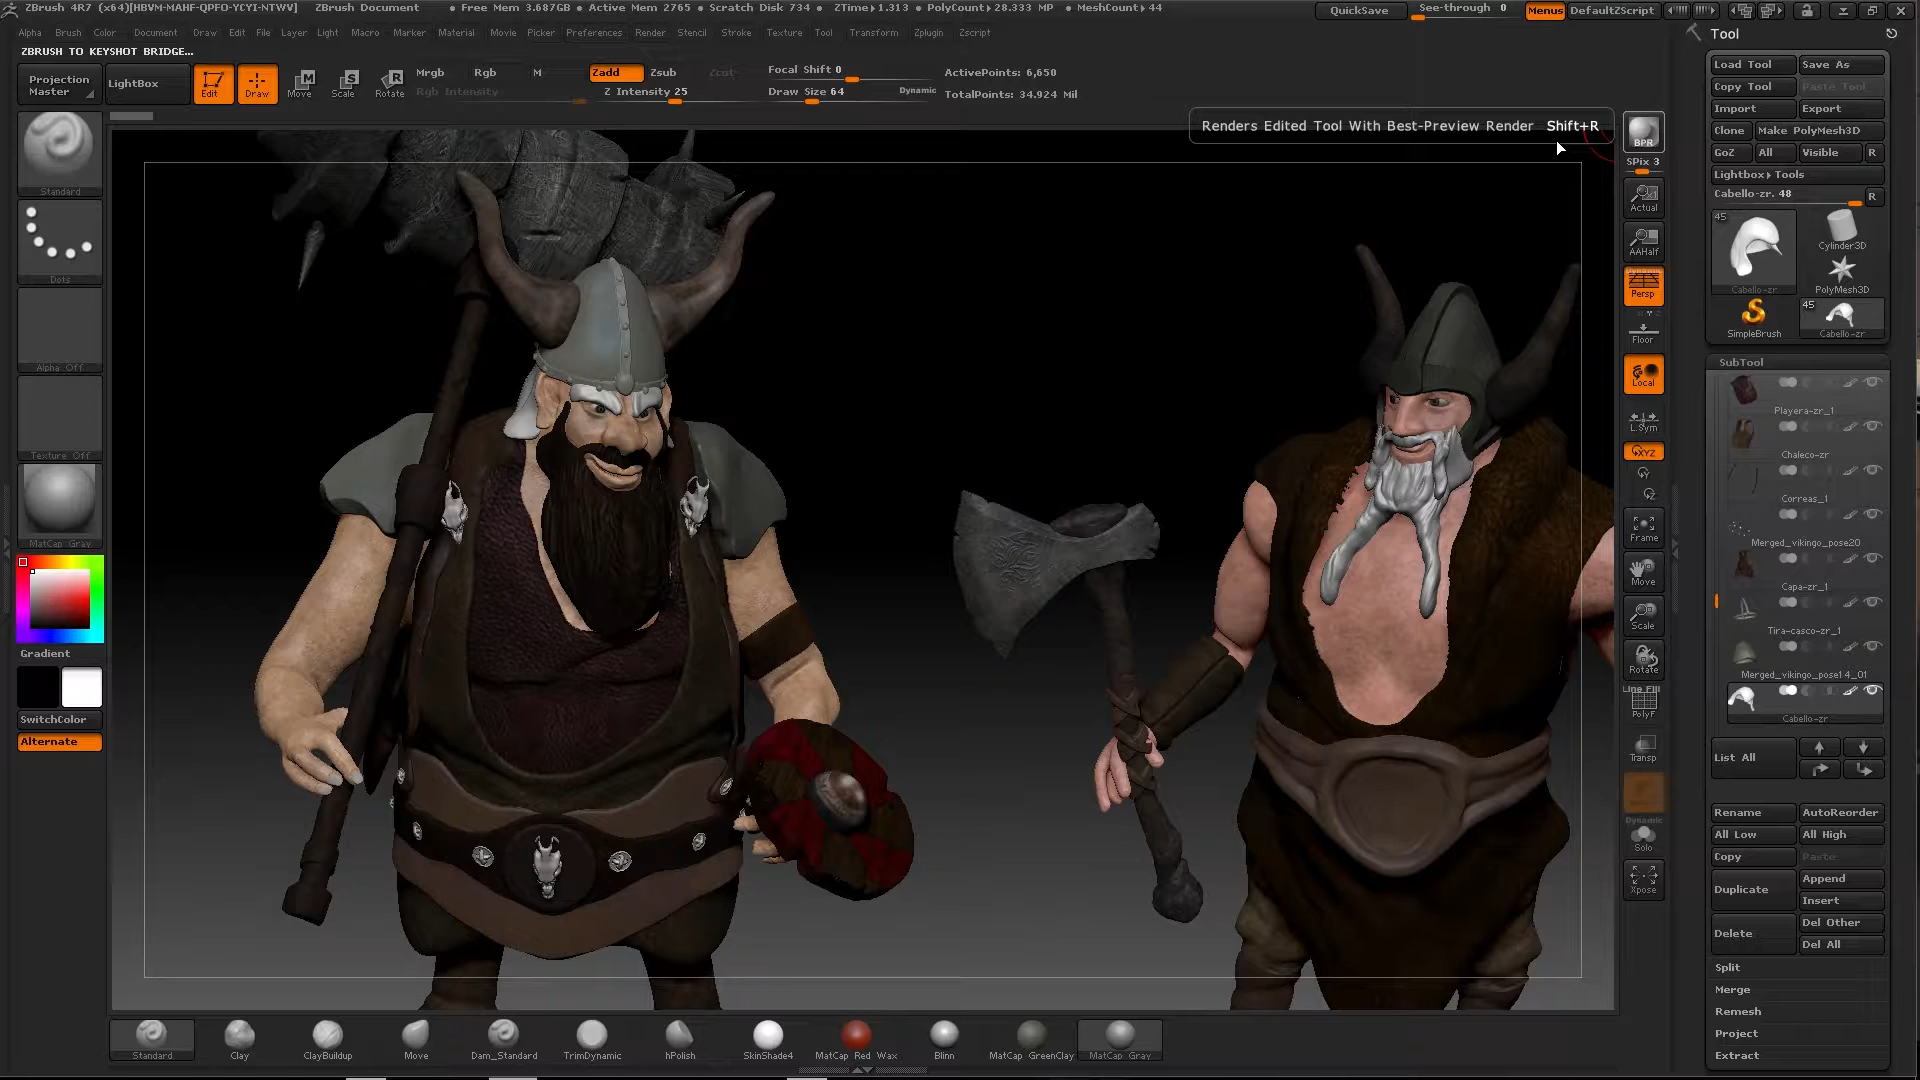 ZBrush 4R7 (x64)[HBVM-MAHF-QPFO-YCYI-NTWV] ZBrush Document • Free Mem 3.687GB • Active Mem 2765 • Scratch Disk 734 • ZTime▸1.313 • PolyCount▸28.333 MP • MeshCount▸44 QuickSave See-through 0 Menus DefaultZScript
Alpha Brush Color Document Draw Edit File Layer Light Macro Marker Material Movie Picker Preferences Render Stencil Stroke Texture Tool Transform Zplugin Zscript
ZBRUSH TO KEYSHOT BRIDGE...
Projection Master
LightBox
Edit
Draw
Move
Scale
Rotate
Mrgb Rgb M
Rgb Intensity
Zadd Zsub Zcut
Z Intensity 25
Focal Shift 0
Draw Size 64
Dynamic
ActivePoints: 6,650
TotalPoints: 34.924 Mil
Renders Edited Tool With Best-Preview Render Shift+R
Standard
Dots
Alpha Off
Texture Off
MatCap Gray
Gradient
SwitchColor
Alternate
BPR
SPix 3
Actual
AAHalf
Dynamic
Persp
Floor
Local
L.Sym
XYZ
Frame
Move
Scale
Rotate
Line Fill
PolyF
Transp
Dynamic
Solo
Xpose
Tool
Load Tool Save As
Copy Tool Paste Tool
Import Export
Clone Make PolyMesh3D
GoZ All Visible R
Lightbox▸Tools
Cabello-zr. 48 R
45
Cabello-zr
Cylinder3D
PolyMesh3D
SimpleBrush
45
Cabello-zr
SubTool
Playera-zr_1
Chaleco-zr
Correas_1
Merged_vikingo_pose20
Capa-zr_1
Tira-casco-zr_1
Merged_vikingo_pose14_01
Cabello-zr
List All
Rename AutoReorder
All Low All High
Copy Paste
Duplicate Append
Insert
Delete Del Other
Del All
Split
Merge
Remesh
Project
Extract
Standard Clay ClayBuildup Move Dam_Standard TrimDynamic hPolish SkinShade4 MatCap Red Wax Blinn MatCap GreenClay MatCap Gray